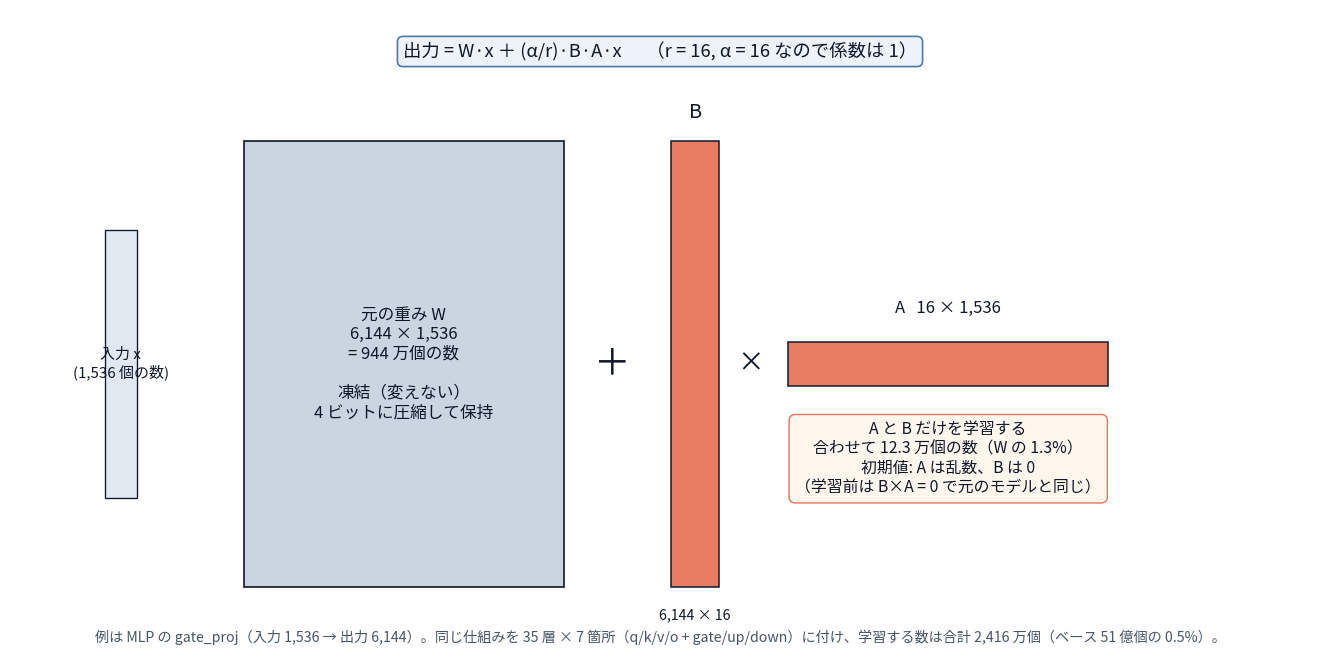 出力 = W·x + (α/r)·B·A·x （r = 16, α = 16 なので係数は 1）
B
入力 x
(1,536 個の数)
元の重み W
6,144 × 1,536
= 944 万個の数
凍結（変えない）
4 ビットに圧縮して保持
+
×
A 16 × 1,536
A と B だけを学習する
合わせて 12.3 万個の数（W の 1.3%）
初期値: A は乱数、B は 0
（学習前は B×A = 0 で元のモデルと同じ）
6,144 × 16
例は MLP の gate_proj（入力 1,536 → 出力 6,144）。同じ仕組みを 35 層 × 7 箇所（q/k/v/o + gate/up/down）に付け、学習する数は合計 2,416 万個（ベース 51 億個の 0.5%）。